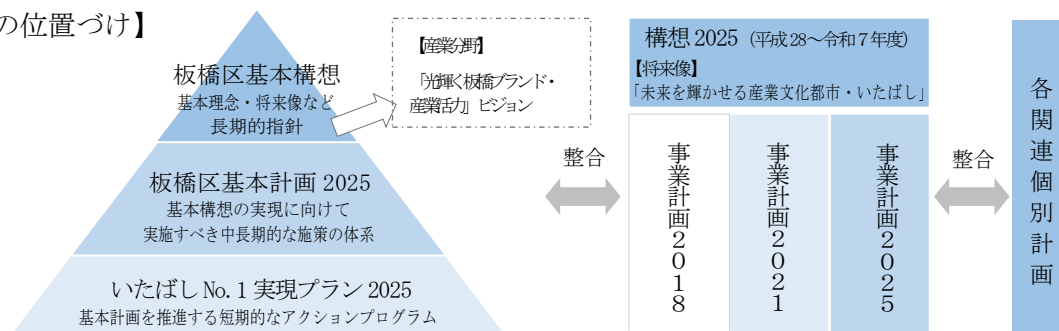 の位置づけ】
板橋区基本構想
基本理念・将来像など
長期的指針
【産業分野】
「光輝く板橋ブランド・
産業活力」ビジョン
板橋区基本計画 2025
基本構想の実現に向けて
実施すべき中長期的な施策の体系
いたばし No.1 実現プラン 2025
基本計画を推進する短期的なアクションプログラム
整合
構想 2025（平成 28～令和 7 年度）
【将来像】
「未来を輝かせる産業文化都市・いたばし」
事業計画2018
事業計画2021
事業計画2025
整合
各関連個別計画